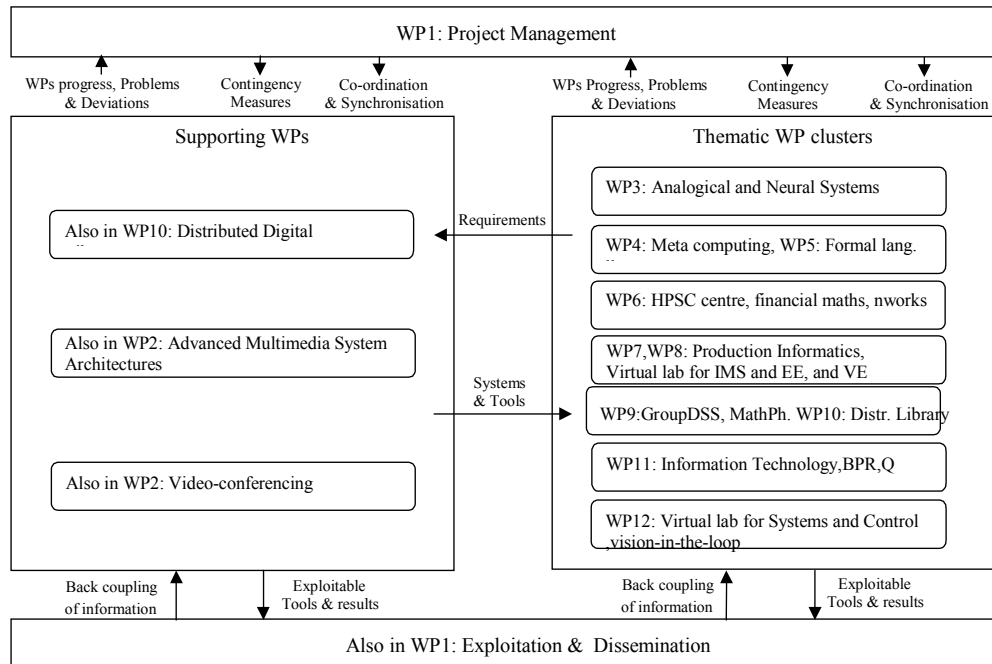 WP1: Project Management
WPs progress, Problems
& Deviations
Contingency
Measures
Co-ordination
& Synchronisation
WPs Progress, Problems
& Deviations
Contingency
Measures
Co-ordination
& Synchronisation
Supporting WPs
Also in WP10: Distributed Digital
Also in WP2: Advanced Multimedia System
Architectures
Also in WP2: Video-conferencing
Requirements
Systems
& Tools
Thematic WP clusters
WP3: Analogical and Neural Systems
WP4: Meta computing, WP5: Formal lang.
WP6: HPSC centre, financial maths, nworks
WP7,WP8: Production Informatics,
Virtual lab for IMS and EE, and VE
WP9:GroupDSS, MathPh. WP10: Distr. Library
WP11: Information Technology,BPR,Q
WP12: Virtual lab for Systems and Control
,vision-in-the-loop
Back coupling
of information
Exploitable
Tools & results
Back coupling
of information
Exploitable
Tools & results
Also in WP1: Exploitation & Dissemination